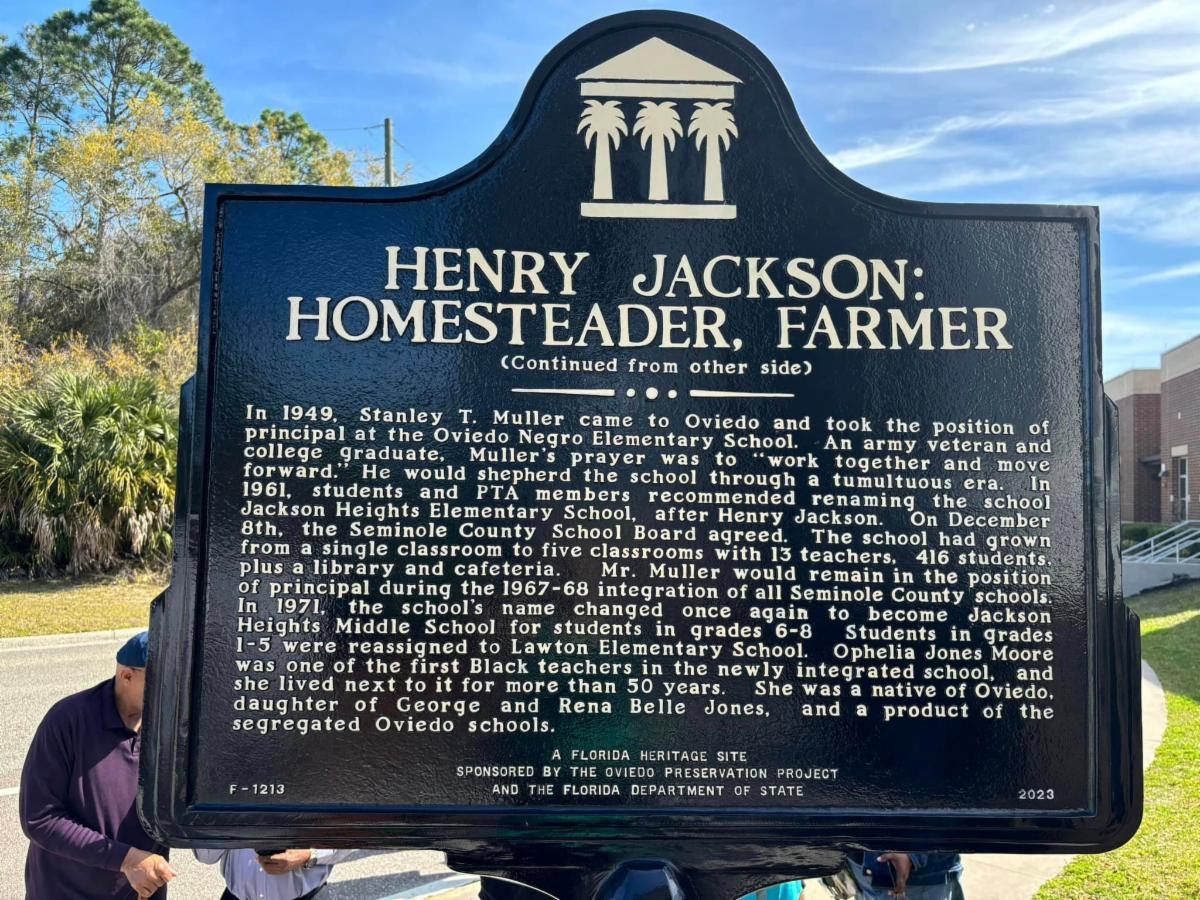 HENRY JACKSON:
HOMESTEADER, FARMER
(Continued from other side)
In 1949, Stanley T. Muller came to Oviedo and took the position of
principal at the Oviedo Negro Elementary School. An army veteran and
college graduate, Muller's prayer was to "work together and move
forward." He would shepherd the school through a tumultuous era. In
1961, students and PTA members recommended renaming the school
Jackson Heights Elementary School, after Henry Jackson. On December
8th, the Seminole County School Board agreed. The school had grown
from a single classroom to five classrooms with 13 teachers, 416 students,
plus a library and cafeteria. Mr. Muller would remain in the position
of principal during the 1967-68 integration of all Seminole County schools.
In 1971, the school's name changed once again to become Jackson
Heights Middle School for students in grades 6-8 Students in grades
1-5 were reassigned to Lawton Elementary School. Ophelia Jones Moore
was one of the first Black teachers in the newly integrated school, and
she lived next to it for more than 50 years. She was a native of Oviedo,
daughter of George and Rena Belle Jones, and a product of the
segregated Oviedo schools.
A FLORIDA HERITAGE SITE
SPONSORED BY THE OVIEDO PRESERVATION PROJECT
AND THE FLORIDA DEPARTMENT OF STATE
F-1213
2023